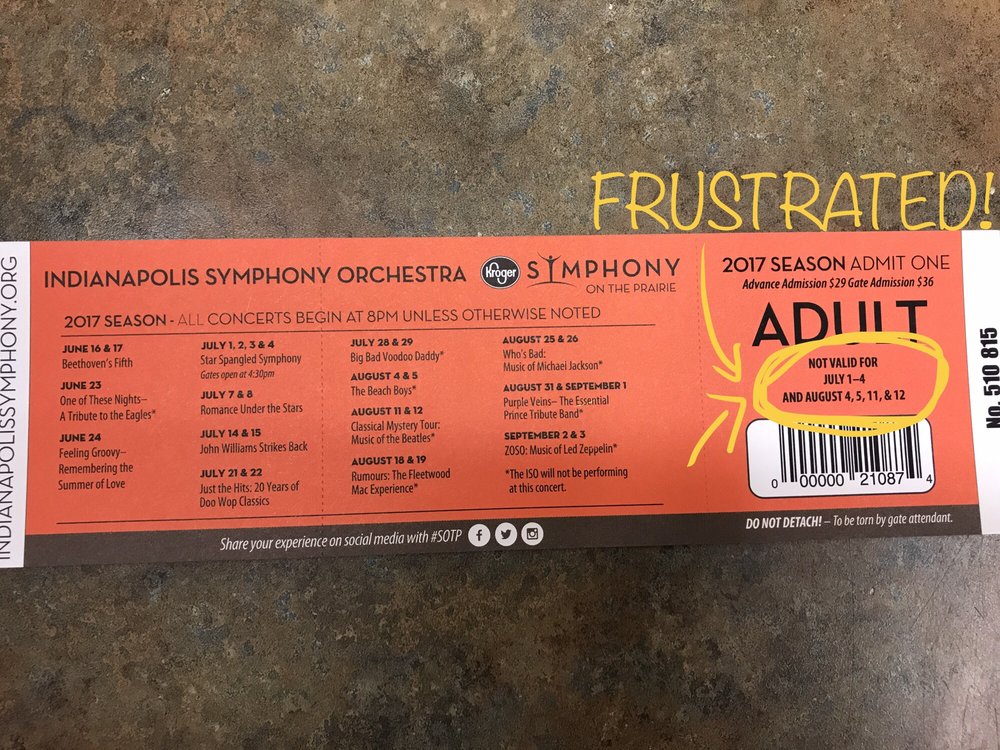 FRUSTRATED!
INDIANAPOLISSYMPHONY.ORG
INDIANAPOLIS SYMPHONY ORCHESTRA
Kroger
SYMPHONY
ON THE PRAIRIE
2017 SEASON - ALL CONCERTS BEGIN AT 8PM UNLESS OTHERWISE NOTED
JUNE 16 & 17
Beethoven's Fifth
JUNE 23
One of These Nights–
A Tribute to the Eagles*
JUNE 24
Feeling Groovy–
Remembering the
Summer of Love
JULY 1, 2, 3 & 4
Star Spangled Symphony
Gates open at 4:30pm
JULY 7 & 8
Romance Under the Stars
JULY 14 & 15
John Williams Strikes Back
JULY 21 & 22
Just the Hits: 20 Years of
Doo Wop Classics
JULY 28 & 29
Big Bad Voodoo Daddy*
AUGUST 4 & 5
The Beach Boys*
AUGUST 11 & 12
Classical Mystery Tour:
Music of the Beatles*
AUGUST 18 & 19
Rumours: The Fleetwood
Mac Experience*
AUGUST 25 & 26
Who's Bad:
Music of Michael Jackson*
AUGUST 31 & SEPTEMBER 1
Purple Veins– The Essential
Prince Tribute Band*
SEPTEMBER 2 & 3
ZOSO: Music of Led Zeppelin*
*The ISO will not be performing
at this concert.
Share your experience on social media with #SOTP
2017 SEASON ADMIT ONE
Advance Admission $29 Gate Admission $36
ADULT
NOT VALID FOR
JULY 1–4
AND AUGUST 4, 5, 11, & 12
0 00000 21087 4
DO NOT DETACH! – To be torn by gate attendant.
No. 510 815